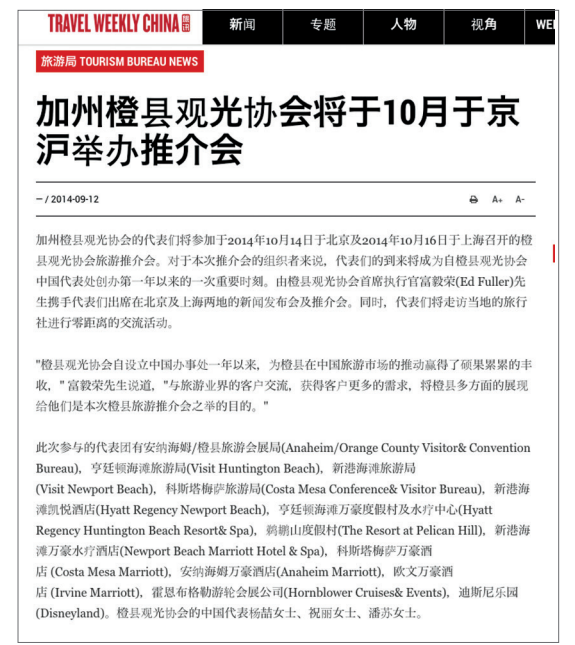 TRAVEL WEEKLY CHINA 旅讯
新闻 专题 人物 视角 WE
旅游局 TOURISM BUREAU NEWS
加州橙县观光协会将于10月于京
沪举办推介会
– / 2014-09-12 A+ A-
加州橙县观光协会的代表们将参加于2014年10月14日于北京及2014年10月16日于上海召开的橙
县观光协会旅游推介会。对于本次推介会的组织者来说，代表们的到来将成为自橙县观光协会
中国代表处创办第一年以来的一次重要时刻。由橙县观光协会首席执行官富毅荣(Ed Fuller)先
生携手代表们出席在北京及上海两地的新闻发布会及推介会。同时，代表们将走访当地的旅行
社进行零距离的交流活动。
"橙县观光协会自设立中国办事处一年以来，为橙县在中国旅游市场的推动赢得了硕果累累的丰
收，" 富毅荣先生说道，"与旅游业界的客户交流，获得客户更多的需求，将橙县多方面的展现
给他们是本次橙县旅游推介会之举的目的。"
此次参与的代表团有安纳海姆/橙县旅游会展局(Anaheim/Orange County Visitor& Convention
Bureau)，亨廷顿海滩旅游局(Visit Huntington Beach)，新港海滩旅游局
(Visit Newport Beach)，科斯塔梅萨旅游局(Costa Mesa Conference& Visitor Bureau)，新港海
滩凯悦酒店(Hyatt Regency Newport Beach)，亨廷顿海滩万豪度假村及水疗中心(Hyatt
Regency Huntington Beach Resort& Spa)，鹈鹕山度假村(The Resort at Pelican Hill)，新港海
滩万豪水疗酒店(Newport Beach Marriott Hotel & Spa)，科斯塔梅萨万豪酒
店 (Costa Mesa Marriott)，安纳海姆万豪酒店(Anaheim Marriott)，欧文万豪酒
店 (Irvine Marriott)，霍恩布格勒游轮会展公司(Hornblower Cruises& Events)，迪斯尼乐园
(Disneyland)。橙县观光协会的中国代表杨喆女士、祝丽女士、潘苏女士。